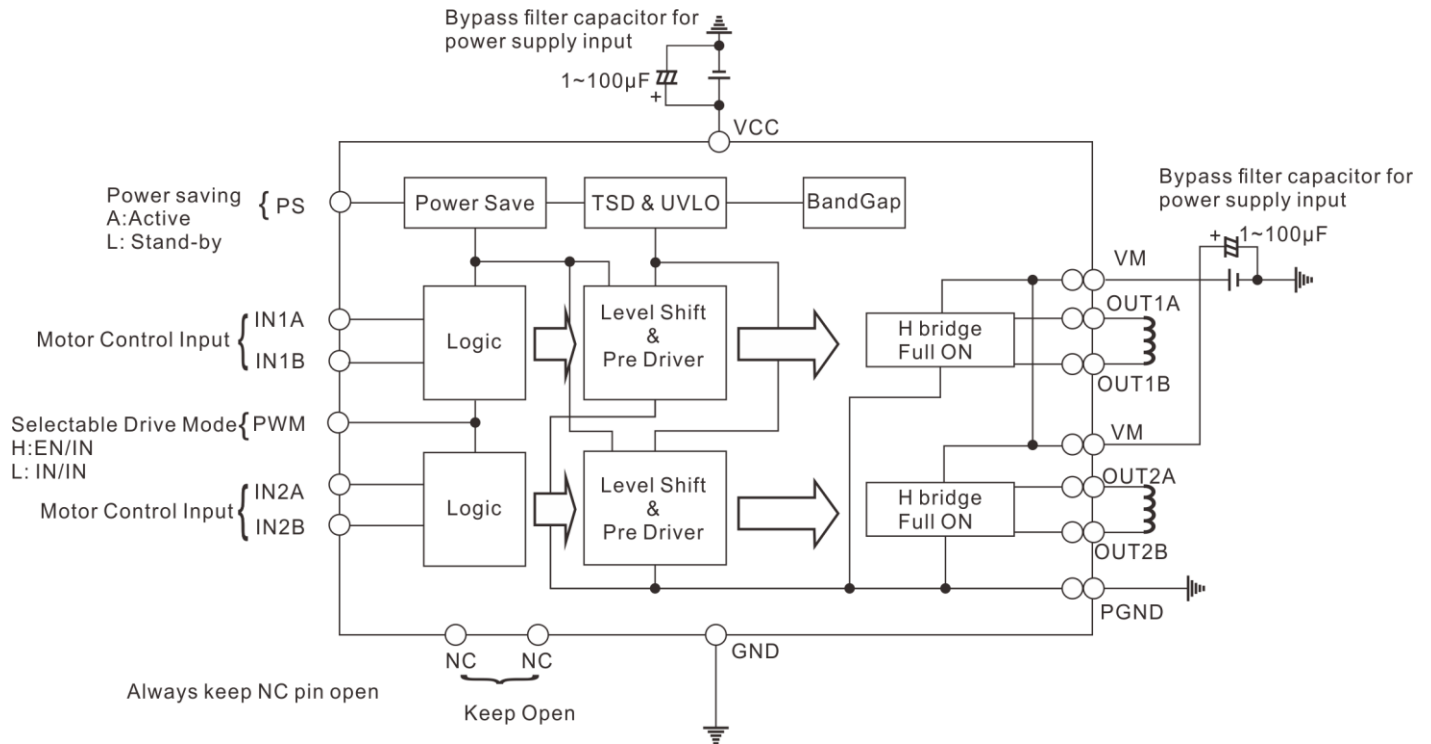 Bypass filter capacitor for
power supply input
1~100μF
+
VCC
Power saving
A:Active
L: Stand-by
{ PS
Power Save
TSD & UVLO
BandGap
Bypass filter capacitor for
power supply input
+
1~100μF
VM
Motor Control Input
IN1A
IN1B
Logic
Level Shift
&
Pre Driver
H bridge
Full ON
OUT1A
OUT1B
Selectable Drive Mode
H:EN/IN
L: IN/IN
{PWM
VM
Motor Control Input
IN2A
IN2B
Logic
Level Shift
&
Pre Driver
H bridge
Full ON
OUT2A
OUT2B
PGND
NC
NC
GND
Always keep NC pin open
Keep Open